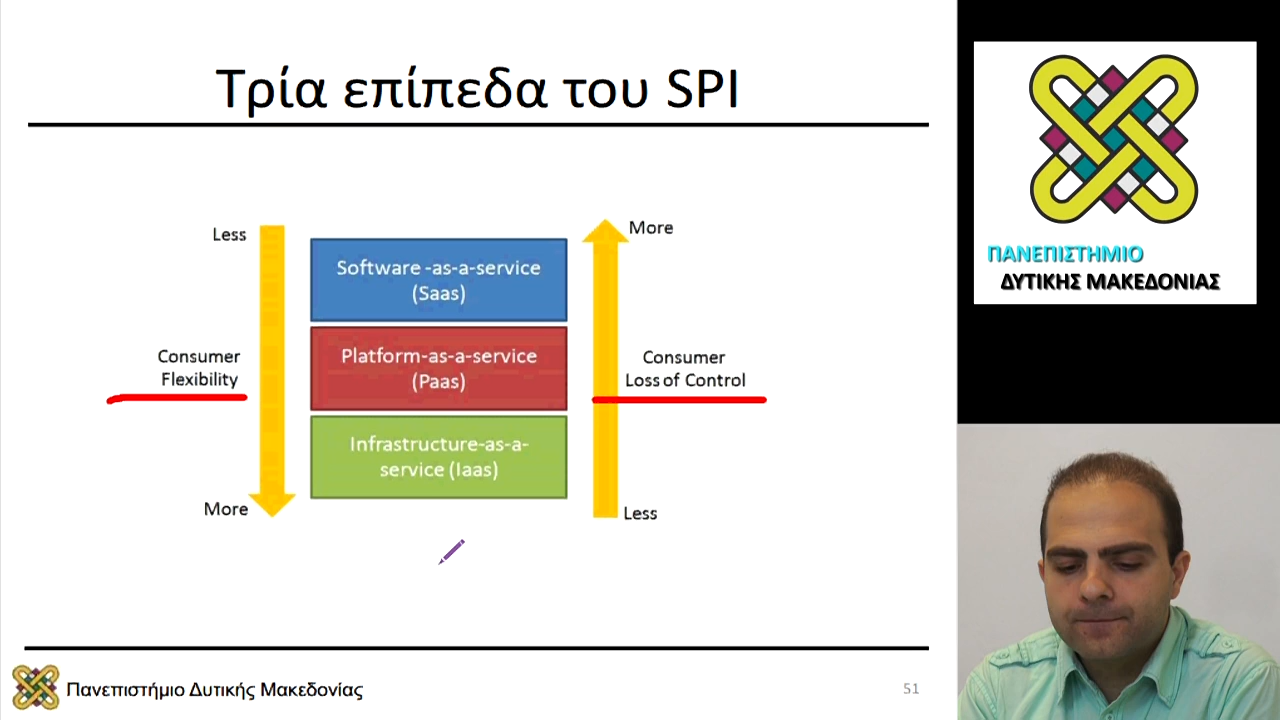 Τρία επίπεδα του SPI
Less
More
Software -as-a-service
(Saas)
Platform-as-a-service
(Paas)
Infrastructure-as-a-
service (Iaas)
Consumer
Flexibility
Consumer
Loss of Control
More
Less
Πανεπιστήμιο Δυτικής Μακεδονίας
51
ΠΑΝΕΠΙΣΤΗΜΙΟ
ΔΥΤΙΚΗΣ ΜΑΚΕΔΟΝΙΑΣ